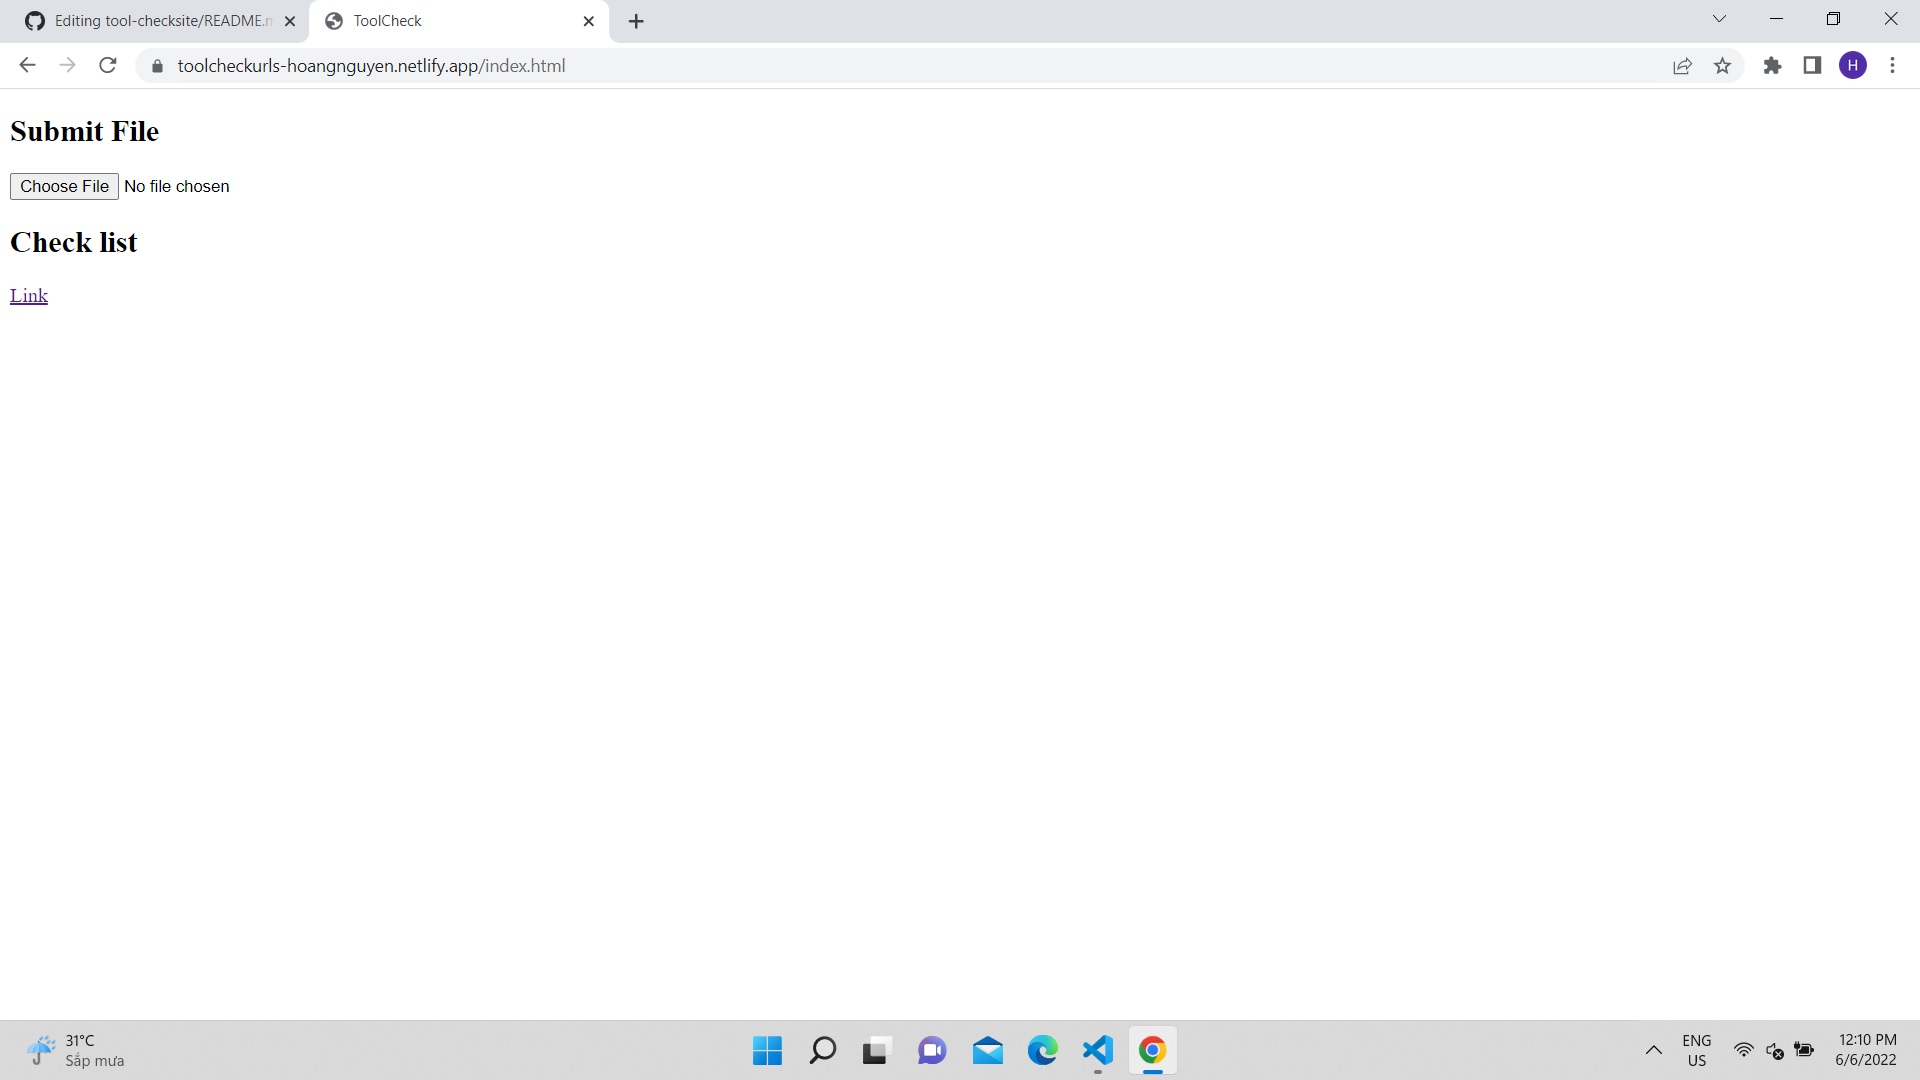 Editing tool-checksite/README.m
ToolCheck
toolcheckurls-hoangnguyen.netlify.app/index.html
H
Submit File
Choose File No file chosen
Check list
Link
31°C
Sắp mưa
ENG
US
12:10 PM
6/6/2022